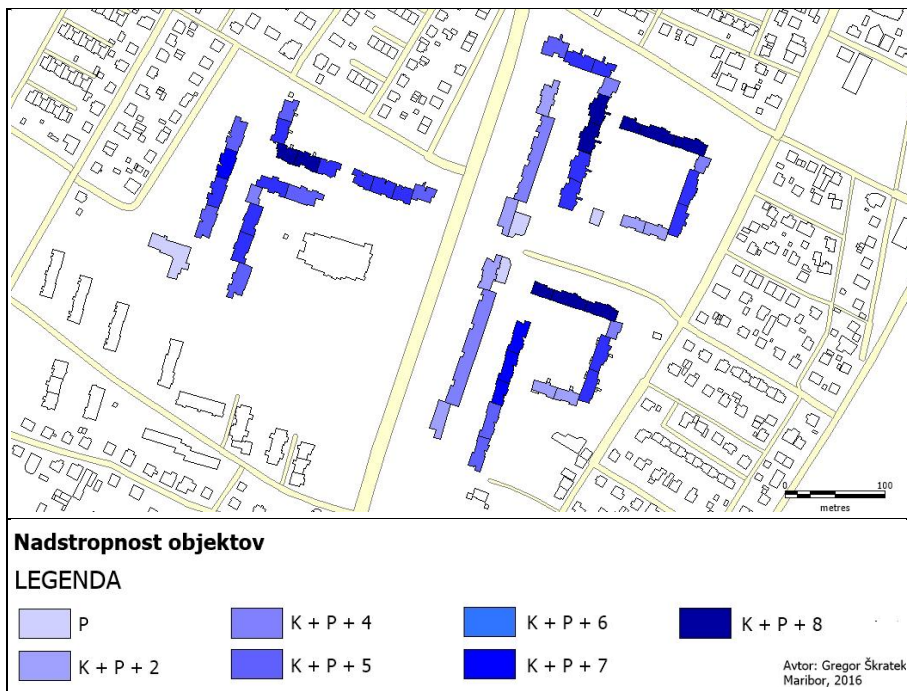 0 100
metres
Nadstropnost objektov
LEGENDA
P
K + P + 4
K + P + 6
K + P + 8
K + P + 2
K + P + 5
K + P + 7
Avtor: Gregor Škratek
Maribor, 2016